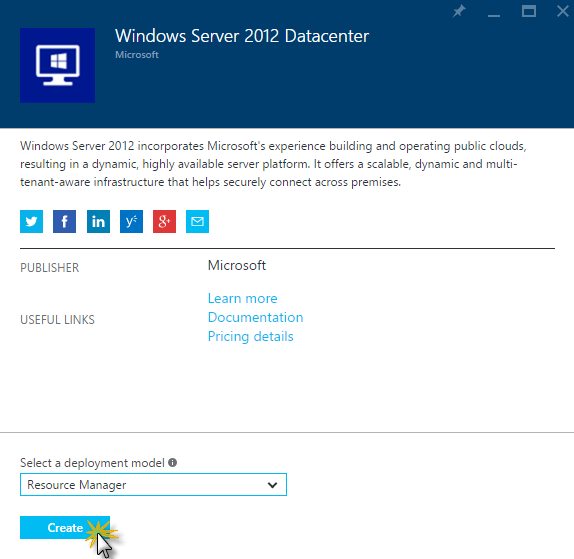 Windows Server 2012 Datacenter
Microsoft
Windows Server 2012 incorporates Microsoft's experience building and operating public clouds,
resulting in a dynamic, highly available server platform. It offers a scalable, dynamic and multi-
tenant-aware infrastructure that helps securely connect across premises.
PUBLISHER
Microsoft
USEFUL LINKS
Learn more
Documentation
Pricing details
Select a deployment model
Resource Manager
Create